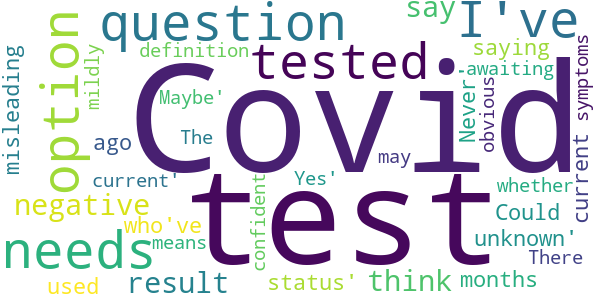 question
I've
say
option
mildly
definition
tested
saying
awaiting
misleading
Covid
Maybe'
Never'
obvious
symptoms
ago
The
may
current'
test
Yes'
confident
whether
current
negative
who've
means
Could
unknown'
There
needs
used
result
status'
think
months